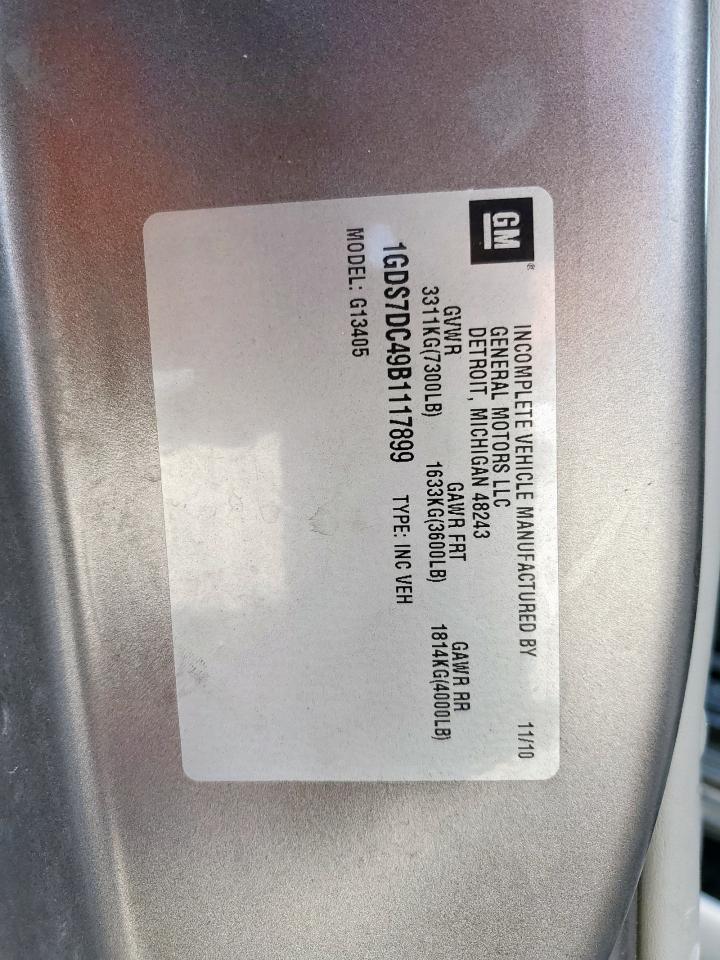 GM®
INCOMPLETE VEHICLE MANUFACTURED BY 11/10
GENERAL MOTORS LLC
DETROIT, MICHIGAN 48243
GVWR GAWR FRT GAWR RR
3311KG(7300LB) 1633KG(3600LB) 1814KG(4000LB)
1GDS7DC49B1117899 TYPE: INC VEH
MODEL: G13405